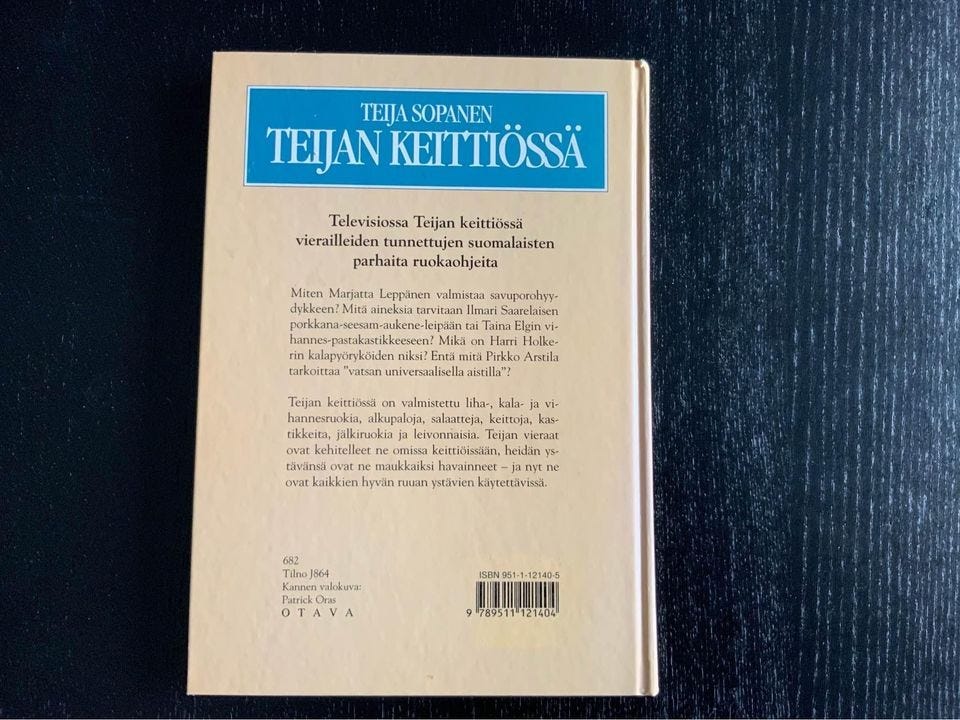 TEIJA SOPANEN
TEIJAN KEITTIÖSSÄ
Televisiossa Teijan keittiössä
vierailleiden tunnettujen suomalaisten
parhaita ruokaohjeita
Miten Marjatta Leppänen valmistaa savuporohyy-
dykkeen? Mitä aineksia tarvitaan Ilmari Saarelaisen
porkkana-seesam-aukene-leipään tai Taina Elgin vi-
hannes-pastakastikkeeseen? Mikä on Harri Holke-
rin kalapyöryköiden niksi? Entä mitä Pirkko Arstila
tarkoittaa "vatsan universaalisella aistilla"?
Teijan keittiössä on valmistettu liha-, kala- ja vi-
hannesruokia, alkupaloja, salaatteja, keittoja, kas-
tikkeita, jälkiruokia ja leivonnaisia. Teijan vieraat
ovat kehitelleet ne omissa keittiöissään, heidän ys-
tävänsä ovat ne maukkaiksi havainneet – ja nyt ne
ovat kaikkien hyvän ruuan ystävien käytettävissä.
682
Tilno J864
Kannen valokuva:
Patrick Oras
OTAVA
ISBN 951-1-12140-5
9 789511 121404